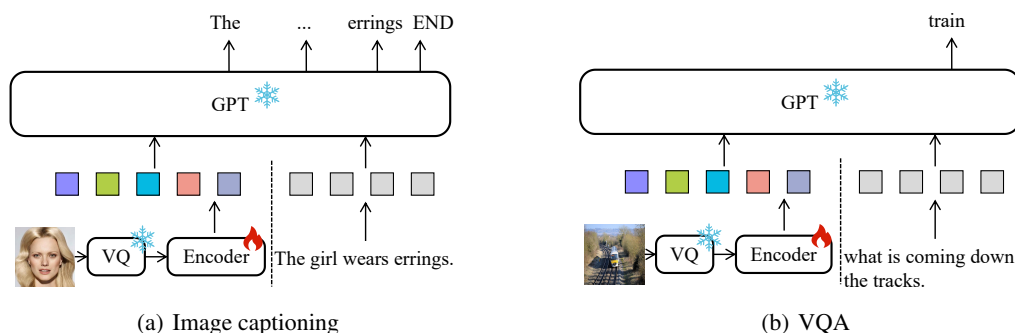 The ... errings END
GPT
VQ Encoder
The girl wears errings.
(a) Image captioning
train
GPT
VQ Encoder
what is coming down
the tracks.
(b) VQA